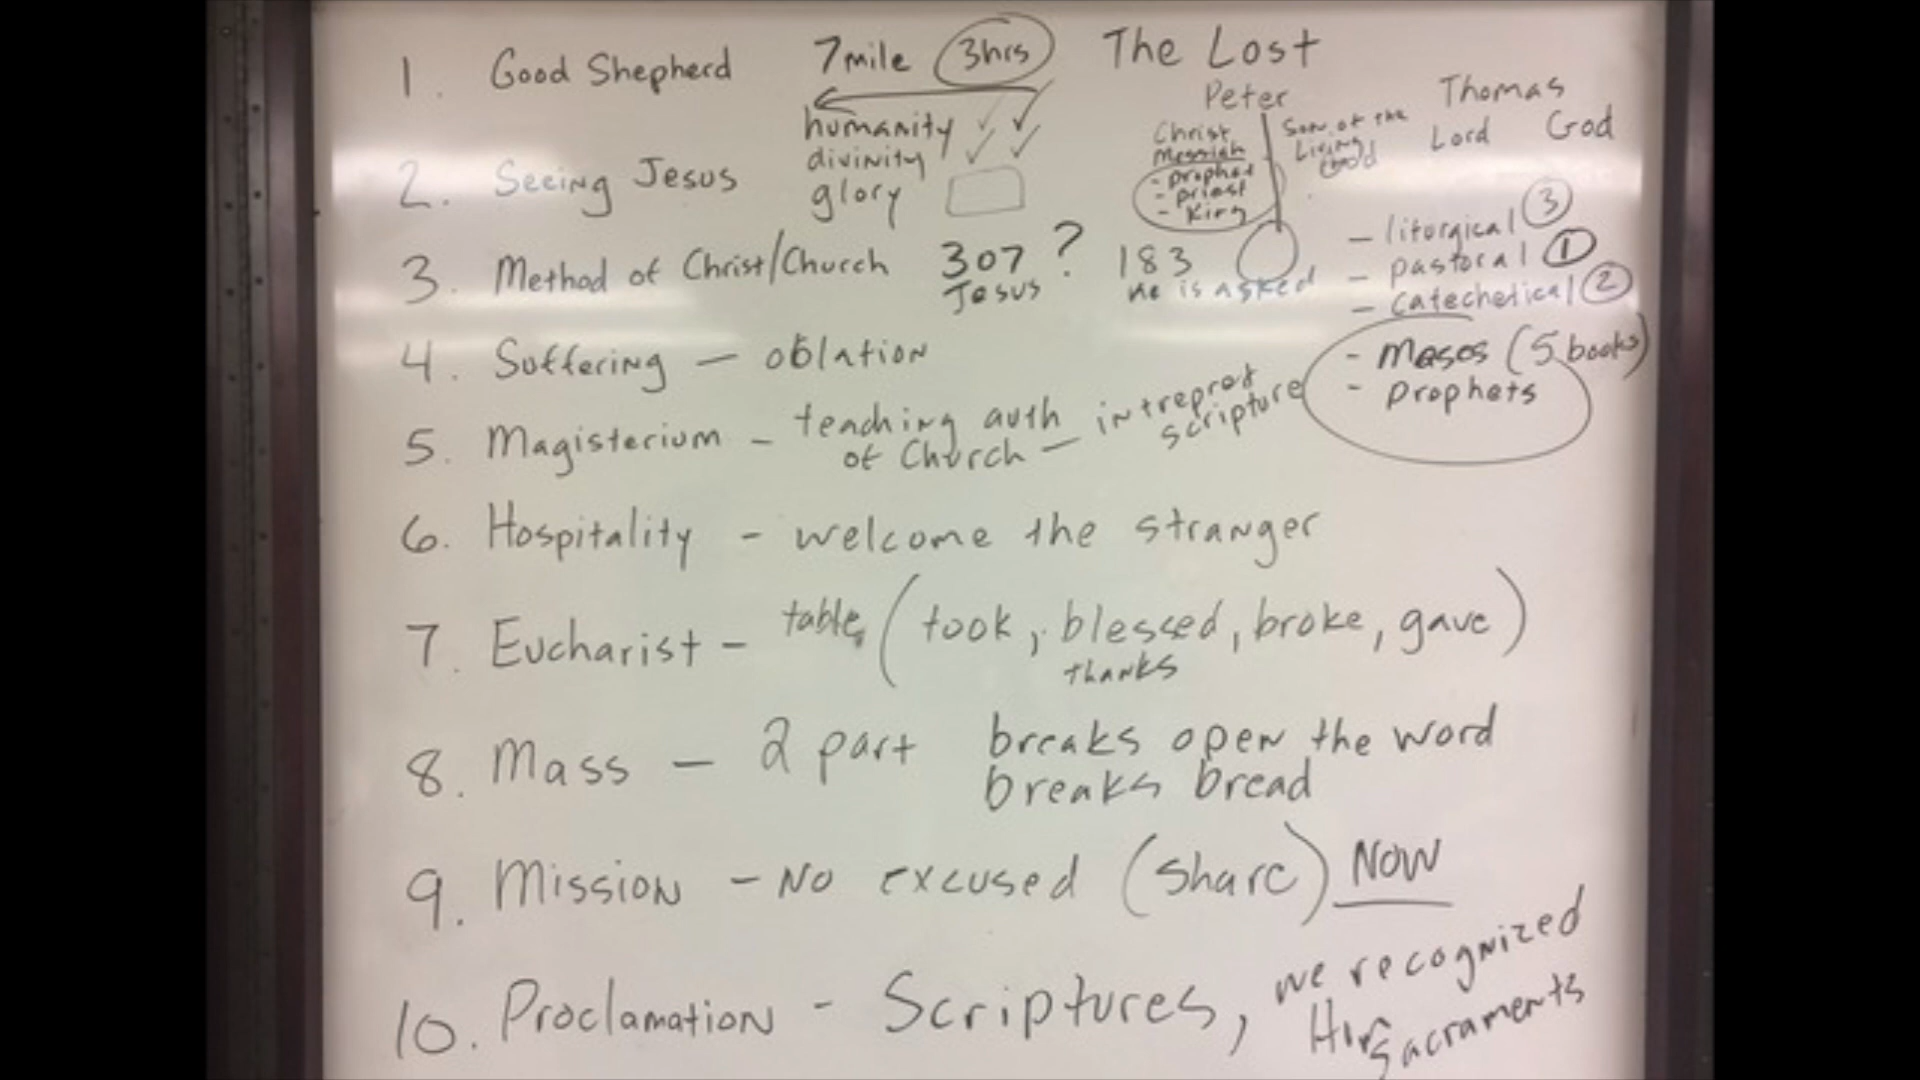 1. Good Shepherd 7mile 3hrs The Lost
Peter
Thomas
Lord God
humanity
divinity
glory
Christ
Messiah
- prophet
- priest
- King
Son of the
Living
God
2. Seeing Jesus
3. Method of Christ/Church 307 ? 183
Jesus
He is asked
- liturgical 3
- pastoral 1
- catechetical 2
4. Suffering - oblation
- Moses (5 books)
- prophets
5. Magisterium - teaching auth
of Church - intrepret
scripture
6. Hospitality - welcome the stranger
7. Eucharist - table (took, blessed, broke, gave)
thanks
8. Mass - 2 part breaks open the word
breaks bread
9. Mission - No excused (share) NOW
10. Proclamation - Scriptures, we recognized
Him
Sacraments